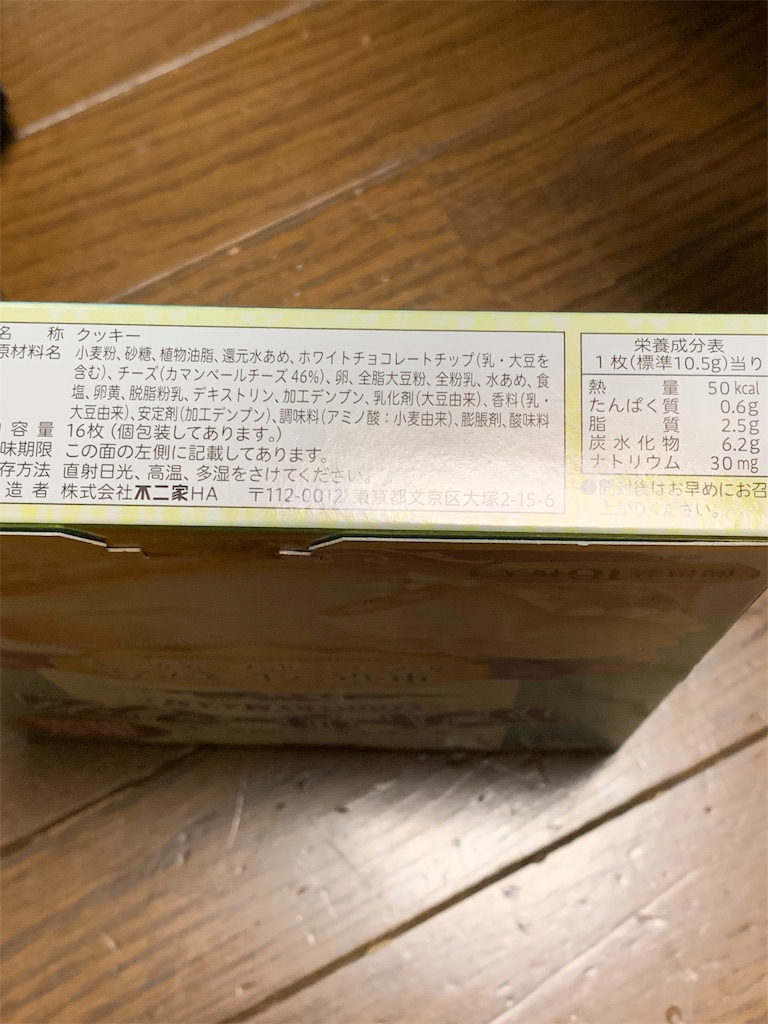 名 称 クッキー
原材料名 小麦粉、砂糖、植物油脂、還元水あめ、ホワイトチョコレートチップ(乳・大豆を
含む)、チーズ(カマンベールチーズ46%)、卵、全脂大豆粉、全粉乳、水あめ、食
塩、卵黄、脱脂粉乳、デキストリン、加工デンプン、乳化剤(大豆由来)、香料(乳・
大豆由来)、安定剤(加工デンプン)、調味料(アミノ酸:小麦由来)、膨脹剤、酸味料
内容量 16枚(個包装してあります。)
味期限 この面の左側に記載してあります。
存方法 直射日光、高温、多湿をさけてください。
造者 株式会社不二家HA 〒112-0012 東京都文京区大塚2-15-6
栄養成分表
1枚(標準10.5g)当り
熱量 50kcal
たんぱく質 0.6g
脂質 2.5g
炭水化物 6.2g
ナトリウム 30mg
●開封後はお早めにお召
上がりください。
COUNTRY MA'AM